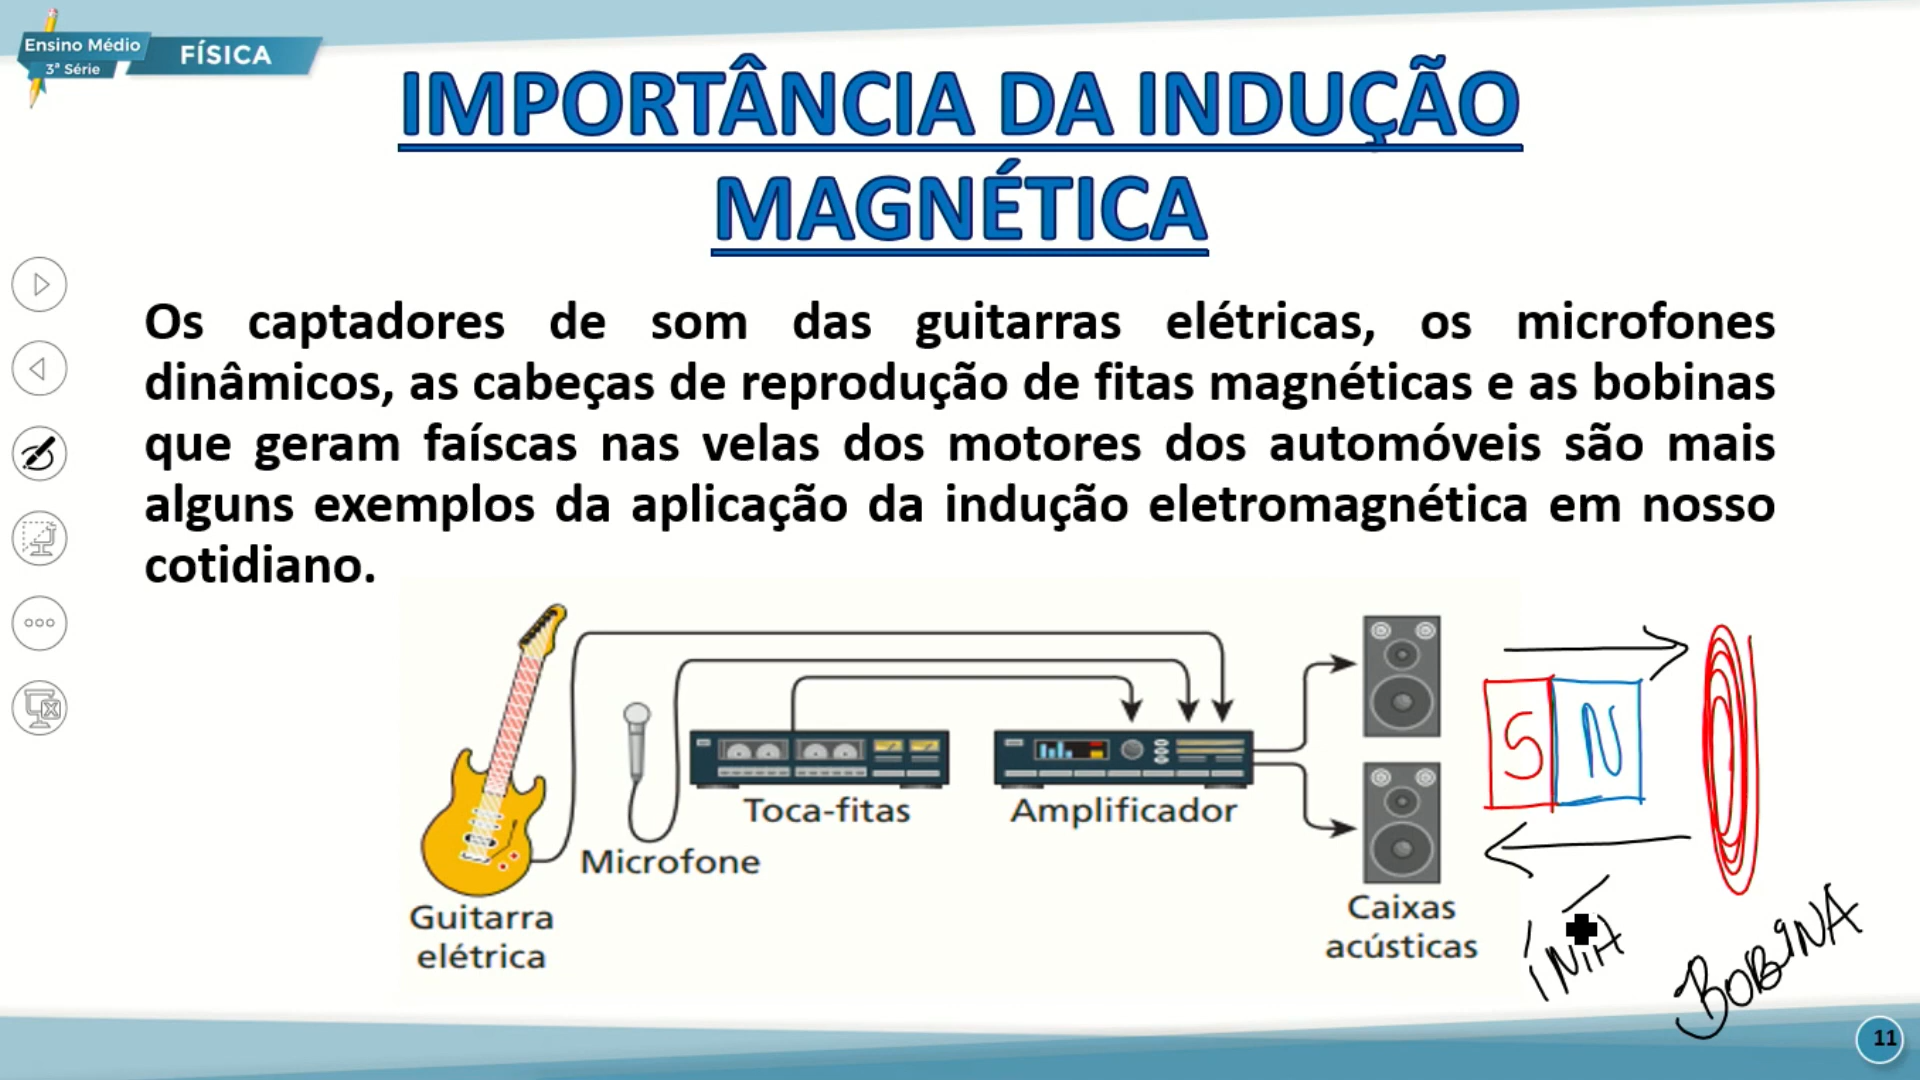 Ensino Médio
3ª Série
FÍSICA
IMPORTÂNCIA DA INDUÇÃO
MAGNÉTICA
Os captadores de som das guitarras elétricas, os microfones
dinâmicos, as cabeças de reprodução de fitas magnéticas e as bobinas
que geram faíscas nas velas dos motores dos automóveis são mais
alguns exemplos da aplicação da indução eletromagnética em nosso
cotidiano.
S N
Toca-fitas
Amplificador
Microfone
Guitarra
elétrica
Caixas
acústicas
BOBINA
11